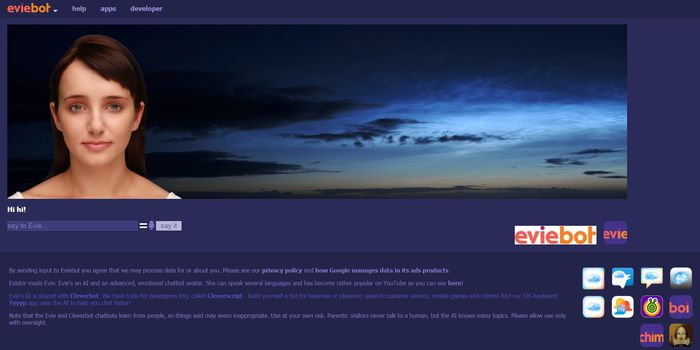 eviebot help apps developer
Hi hi!
say to Evie... say it
eviebot evie
By sending input to Eviebot you agree that we may process data for or about you. Please see our privacy policy and how Google manages data in its ads products.
Existor made Evie. Evie's an AI and an advanced, emotional chatbot avatar. She can speak several languages and has become rather popular on YouTube as you can see here!
Evie's AI is shared with Cleverbot. We have tools for developers too, called Cleverscript - build yourself a bot for business or pleasure, used in customer service, mobile games and robots! And our iOS keyboard
Fyyyp app uses the AI to help you chat faster!
Note that the Evie and Cleverbot chatbots learn from people, so things said may seem inappropriate. Use at your own risk. Parents: visitors never talk to a human, but the AI knows many topics. Please allow use only
with oversight.
boi
chim